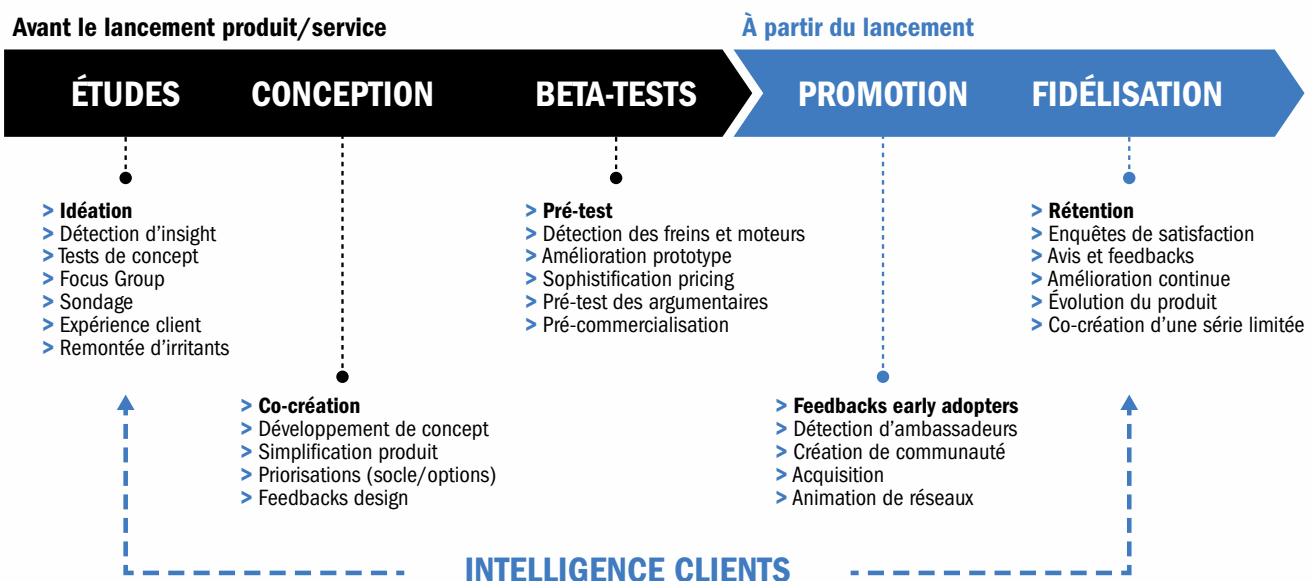 Avant le lancement produit/service
À partir du lancement
ÉTUDES
CONCEPTION
BETA-TESTS
PROMOTION
FIDÉLISATION
> Idéation
> Détection d'insight
> Tests de concept
> Focus Group
> Sondage
> Expérience client
> Remontée d'irritants
> Co-création
> Développement de concept
> Simplification produit
> Priorisations (socle/options)
> Feedbacks design
> Pré-test
> Détection des freins et moteurs
> Amélioration prototype
> Sophistification pricing
> Pré-test des argumentaires
> Pré-commercialisation
> Feedbacks early adopters
> Détection d'ambassadeurs
> Création de communauté
> Acquisition
> Animation de réseaux
> Rétention
> Enquêtes de satisfaction
> Avis et feedbacks
> Amélioration continue
> Évolution du produit
> Co-création d'une série limitée
INTELLIGENCE CLIENTS